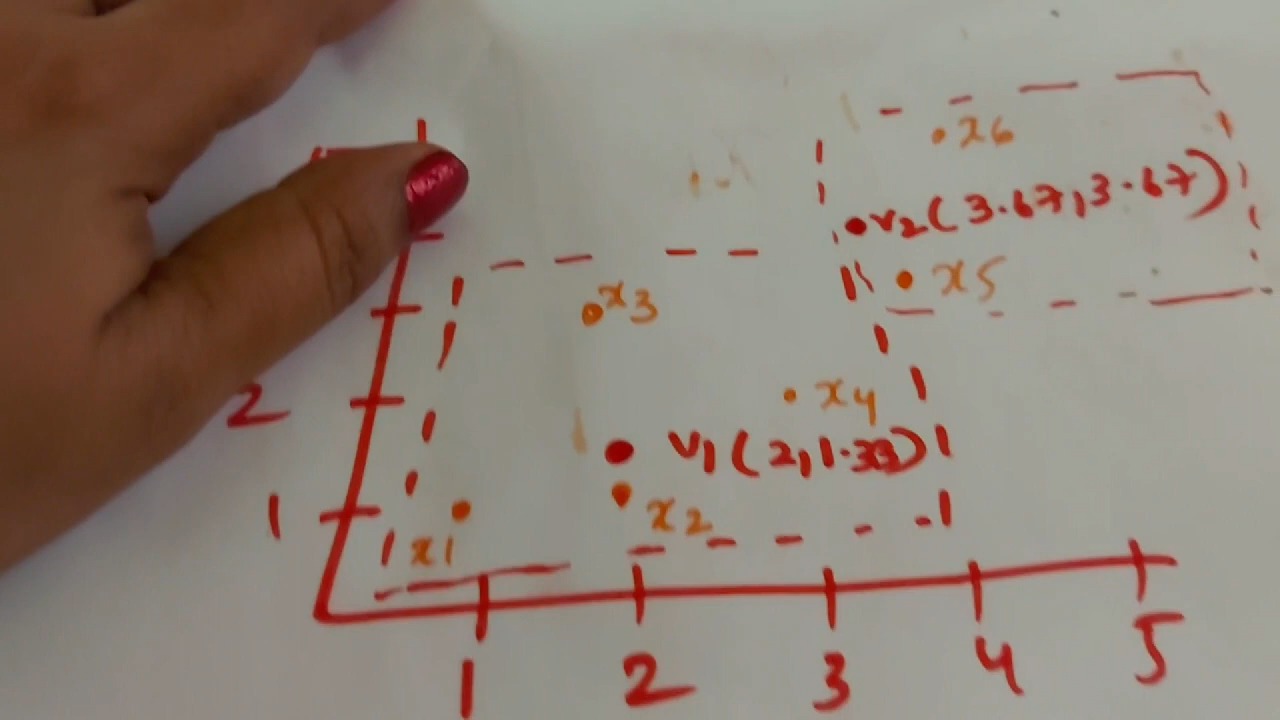 x6
v2(3.67,3.67)
x5
x3
2
x4
v1(2,1.33)
1
x2
x1
1 2 3 4 5